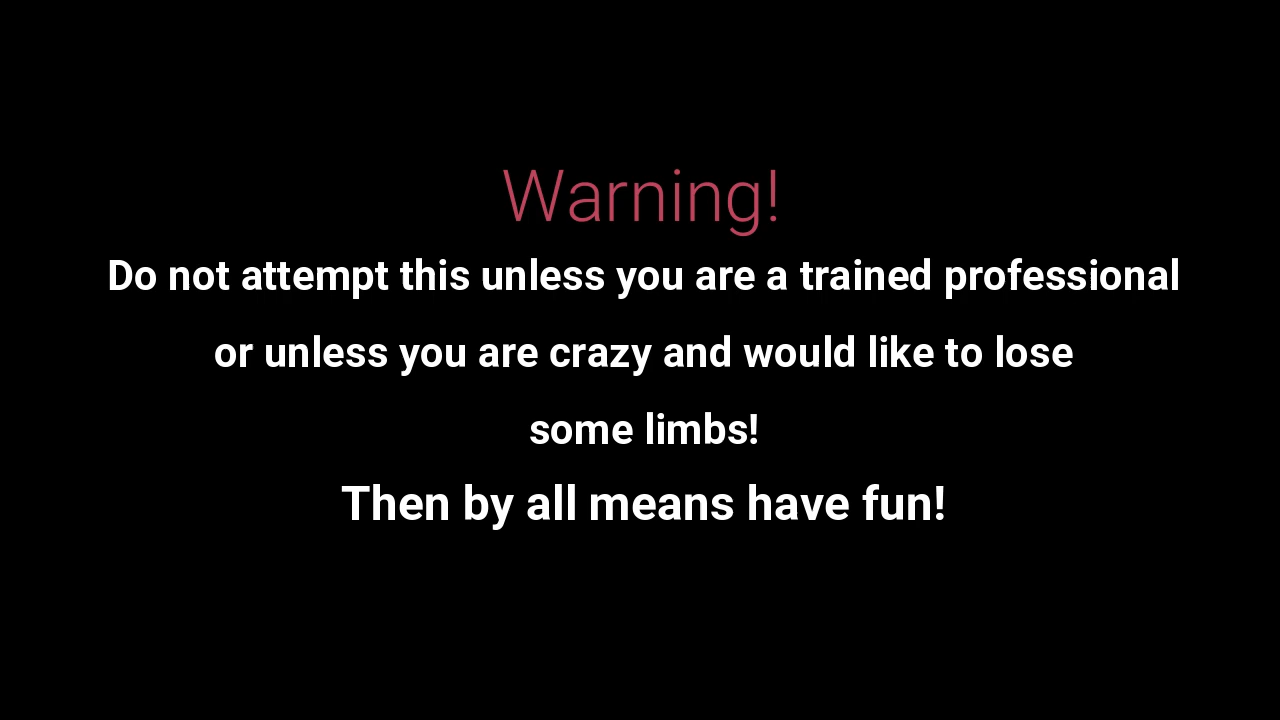 Warning!
Do not attempt this unless you are a trained professional
or unless you are crazy and would like to lose
some limbs!
Then by all means have fun!